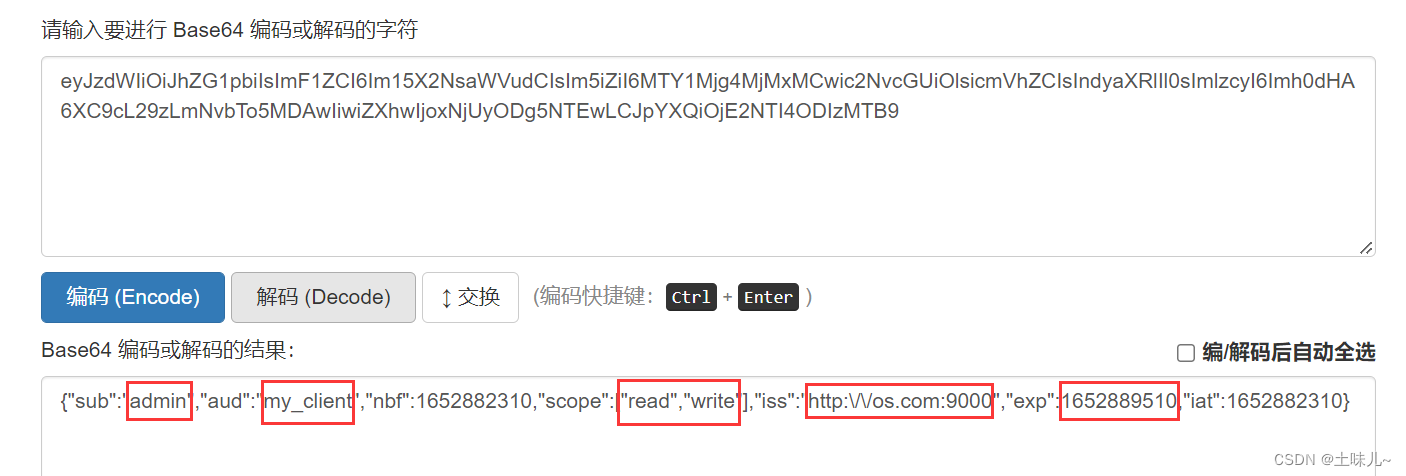 请输入要进行 Base64 编码或解码的字符
eyJzdWIiOiJhZG1pbiIsImF1ZCI6Im15X2NsaWVudCIsIm5iZiI6MTY1Mjg4MjMxMCwic2NvcGUiOlsicmVhZCIsIndyaXRlIl0sImlzcyI6Imh0dHA
6XC9cL29zLmNvbTo5MDAwIiwiZXhwIjoxNjUyODg5NTEwLCJpYXQiOjE2NTI4ODIzMTB9
编码 (Encode) 解码 (Decode) ↕ 交换 (编码快捷键： Ctrl + Enter )
Base64 编码或解码的结果： 编/解码后自动全选
{"sub":"admin","aud":"my_client","nbf":1652882310,"scope":["read","write"],"iss":"http:\/\/os.com:9000","exp":1652889510,"iat":1652882310}
CSDN @土味儿~